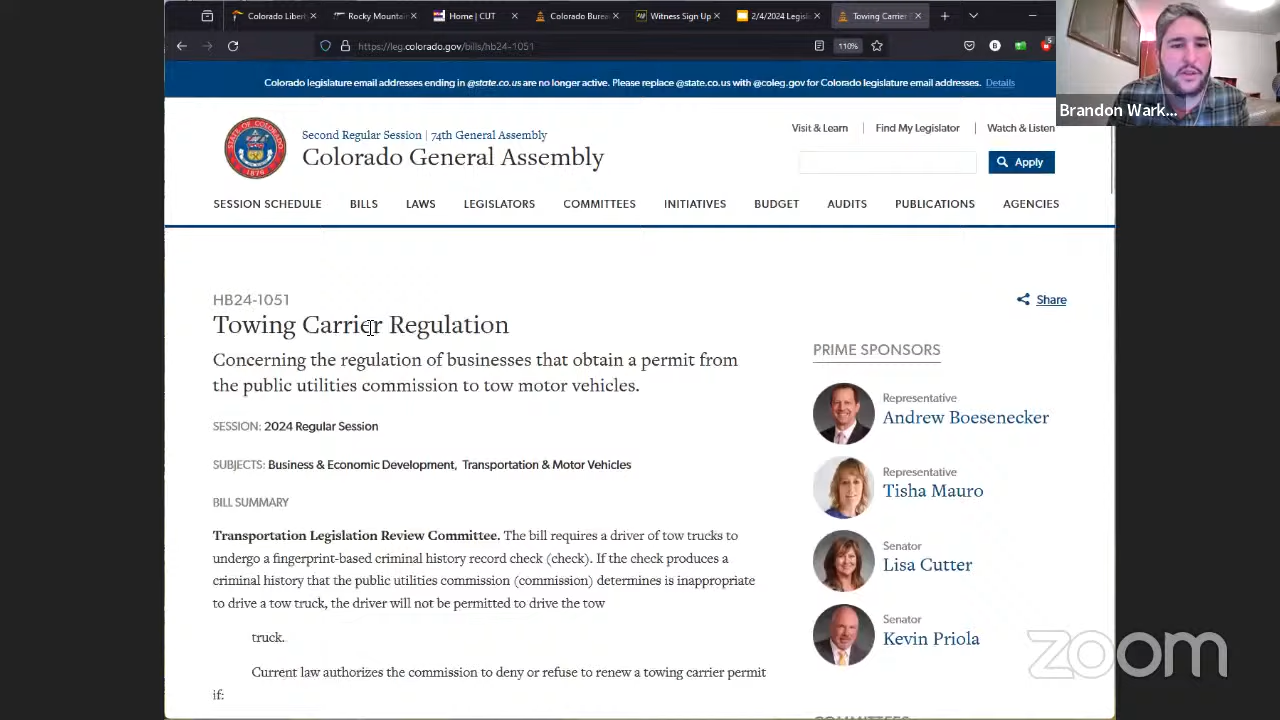 Colorado Libert
Rocky Mountain
Home | CUT
Colorado Bureau
Witness Sign Up
2/4/2024 Legisl
Towing Carrier
https://leg.colorado.gov/bills/hb24-1051
110%
Brandon Wark...
Colorado legislature email addresses ending in @state.co.us are no longer active. Please replace @state.co.us with @coleg.gov for Colorado legislature email addresses. Details
STATE OF COLORADO
1876
Second Regular Session | 74th General Assembly
Colorado General Assembly
Visit & Learn | Find My Legislator | Watch & Listen
Apply
SESSION SCHEDULE BILLS LAWS LEGISLATORS COMMITTEES INITIATIVES BUDGET AUDITS PUBLICATIONS AGENCIES
HB24-1051
Share
Towing Carrier Regulation
Concerning the regulation of businesses that obtain a permit from
the public utilities commission to tow motor vehicles.
SESSION: 2024 Regular Session
SUBJECTS: Business & Economic Development, Transportation & Motor Vehicles
BILL SUMMARY
Transportation Legislation Review Committee. The bill requires a driver of tow trucks to
undergo a fingerprint-based criminal history record check (check). If the check produces a
criminal history that the public utilities commission (commission) determines is inappropriate
to drive a tow truck, the driver will not be permitted to drive the tow
truck.
Current law authorizes the commission to deny or refuse to renew a towing carrier permit
if:
PRIME SPONSORS
Representative
Andrew Boesenecker
Representative
Tisha Mauro
Senator
Lisa Cutter
Senator
Kevin Priola
COMMITTEES
zoom